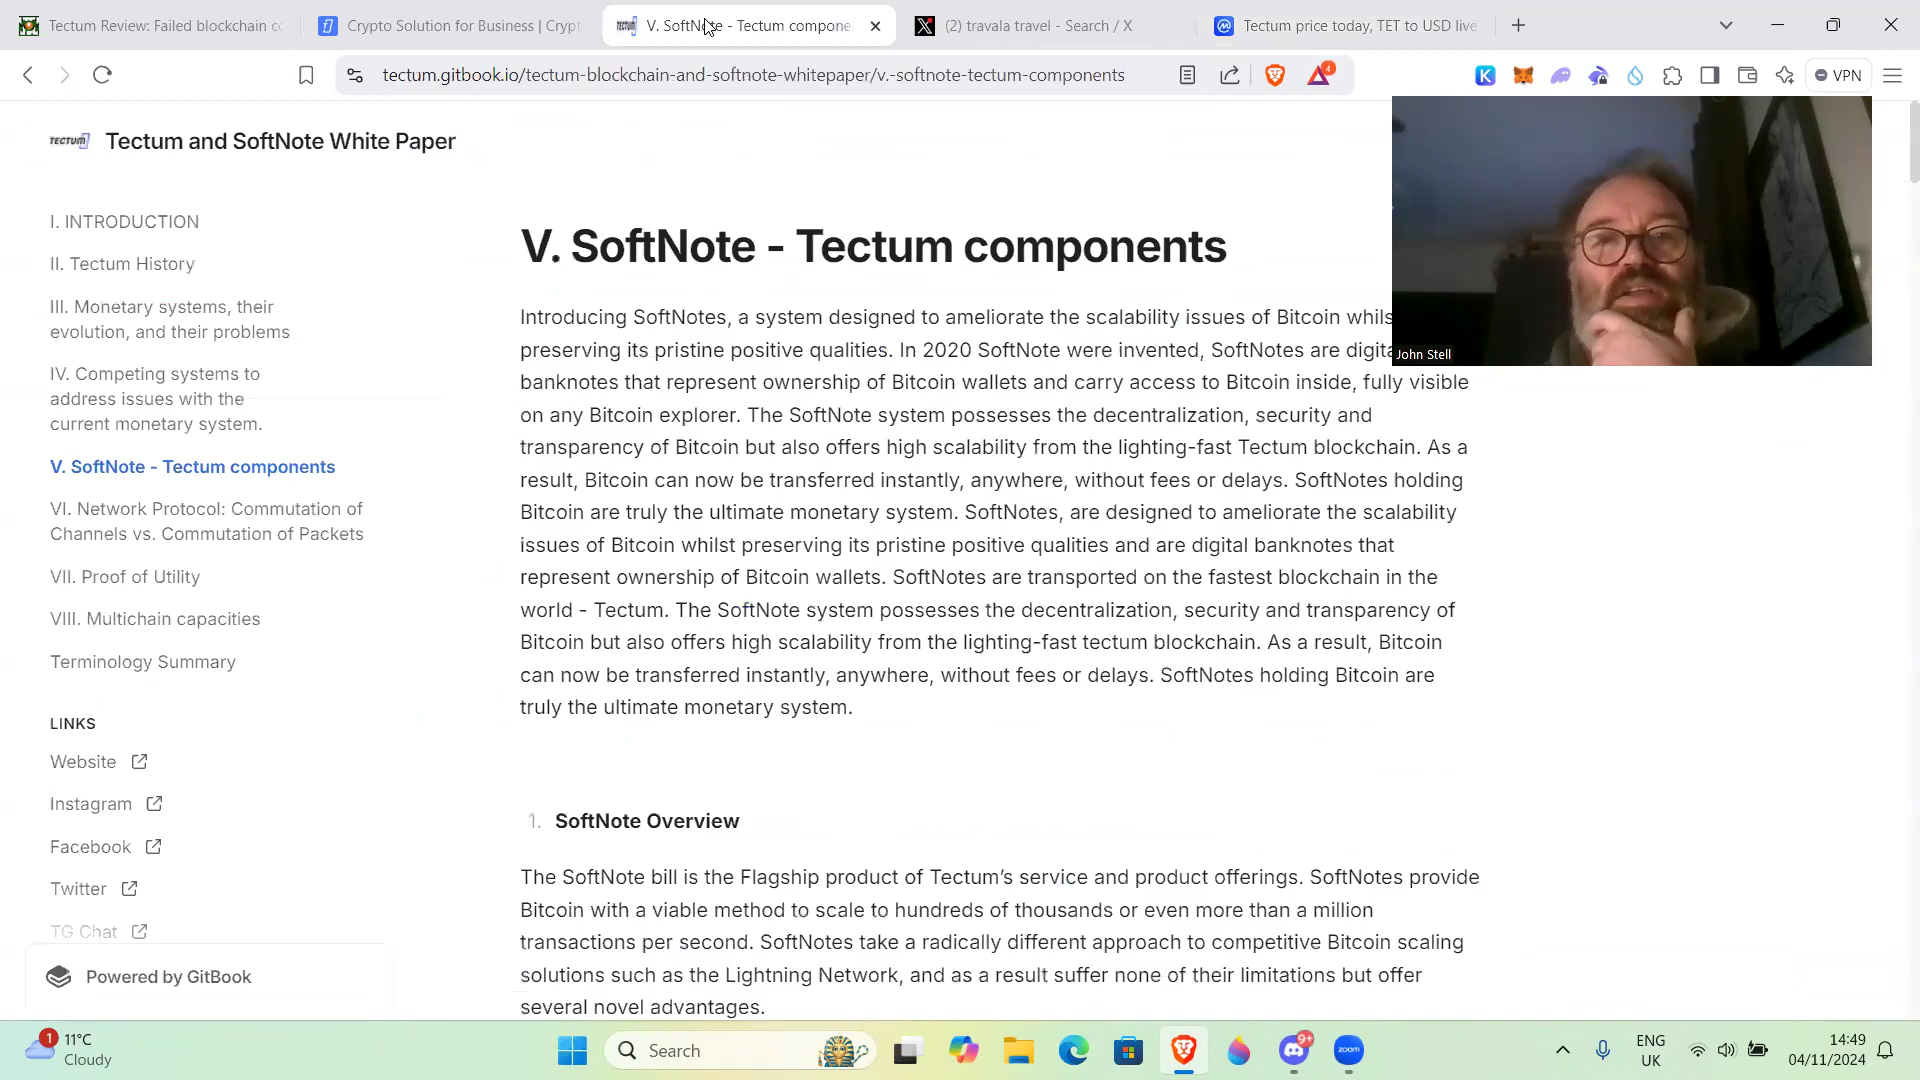 Tectum Review: Failed blockchain cc
Crypto Solution for Business | Crypt
V. SoftNote - Tectum compone
(2) travala travel - Search / X
Tectum price today, TET to USD live
tectum.gitbook.io/tectum-blockchain-and-softnote-whitepaper/v.-softnote-tectum-components
4
VPN
TECTUM
Tectum and SoftNote White Paper
I. INTRODUCTION
II. Tectum History
III. Monetary systems, their
evolution, and their problems
IV. Competing systems to
address issues with the
current monetary system.
V. SoftNote - Tectum components
VI. Network Protocol: Commutation of
Channels vs. Commutation of Packets
VII. Proof of Utility
VIII. Multichain capacities
Terminology Summary
LINKS
Website
Instagram
Facebook
Twitter
TG Chat
Powered by GitBook
V. SoftNote - Tectum components
Introducing SoftNotes, a system designed to ameliorate the scalability issues of Bitcoin whils
preserving its pristine positive qualities. In 2020 SoftNote were invented, SoftNotes are digita
banknotes that represent ownership of Bitcoin wallets and carry access to Bitcoin inside, fully visible
on any Bitcoin explorer. The SoftNote system possesses the decentralization, security and
transparency of Bitcoin but also offers high scalability from the lighting-fast Tectum blockchain. As a
result, Bitcoin can now be transferred instantly, anywhere, without fees or delays. SoftNotes holding
Bitcoin are truly the ultimate monetary system. SoftNotes, are designed to ameliorate the scalability
issues of Bitcoin whilst preserving its pristine positive qualities and are digital banknotes that
represent ownership of Bitcoin wallets. SoftNotes are transported on the fastest blockchain in the
world - Tectum. The SoftNote system possesses the decentralization, security and transparency of
Bitcoin but also offers high scalability from the lighting-fast tectum blockchain. As a result, Bitcoin
can now be transferred instantly, anywhere, without fees or delays. SoftNotes holding Bitcoin are
truly the ultimate monetary system.
1. SoftNote Overview
The SoftNote bill is the Flagship product of Tectum’s service and product offerings. SoftNotes provide
Bitcoin with a viable method to scale to hundreds of thousands or even more than a million
transactions per second. SoftNotes take a radically different approach to competitive Bitcoin scaling
solutions such as the Lightning Network, and as a result suffer none of their limitations but offer
several novel advantages.
John Stell
1
11°C
Cloudy
Search
9+
zoom
ENG
UK
14:49
04/11/2024